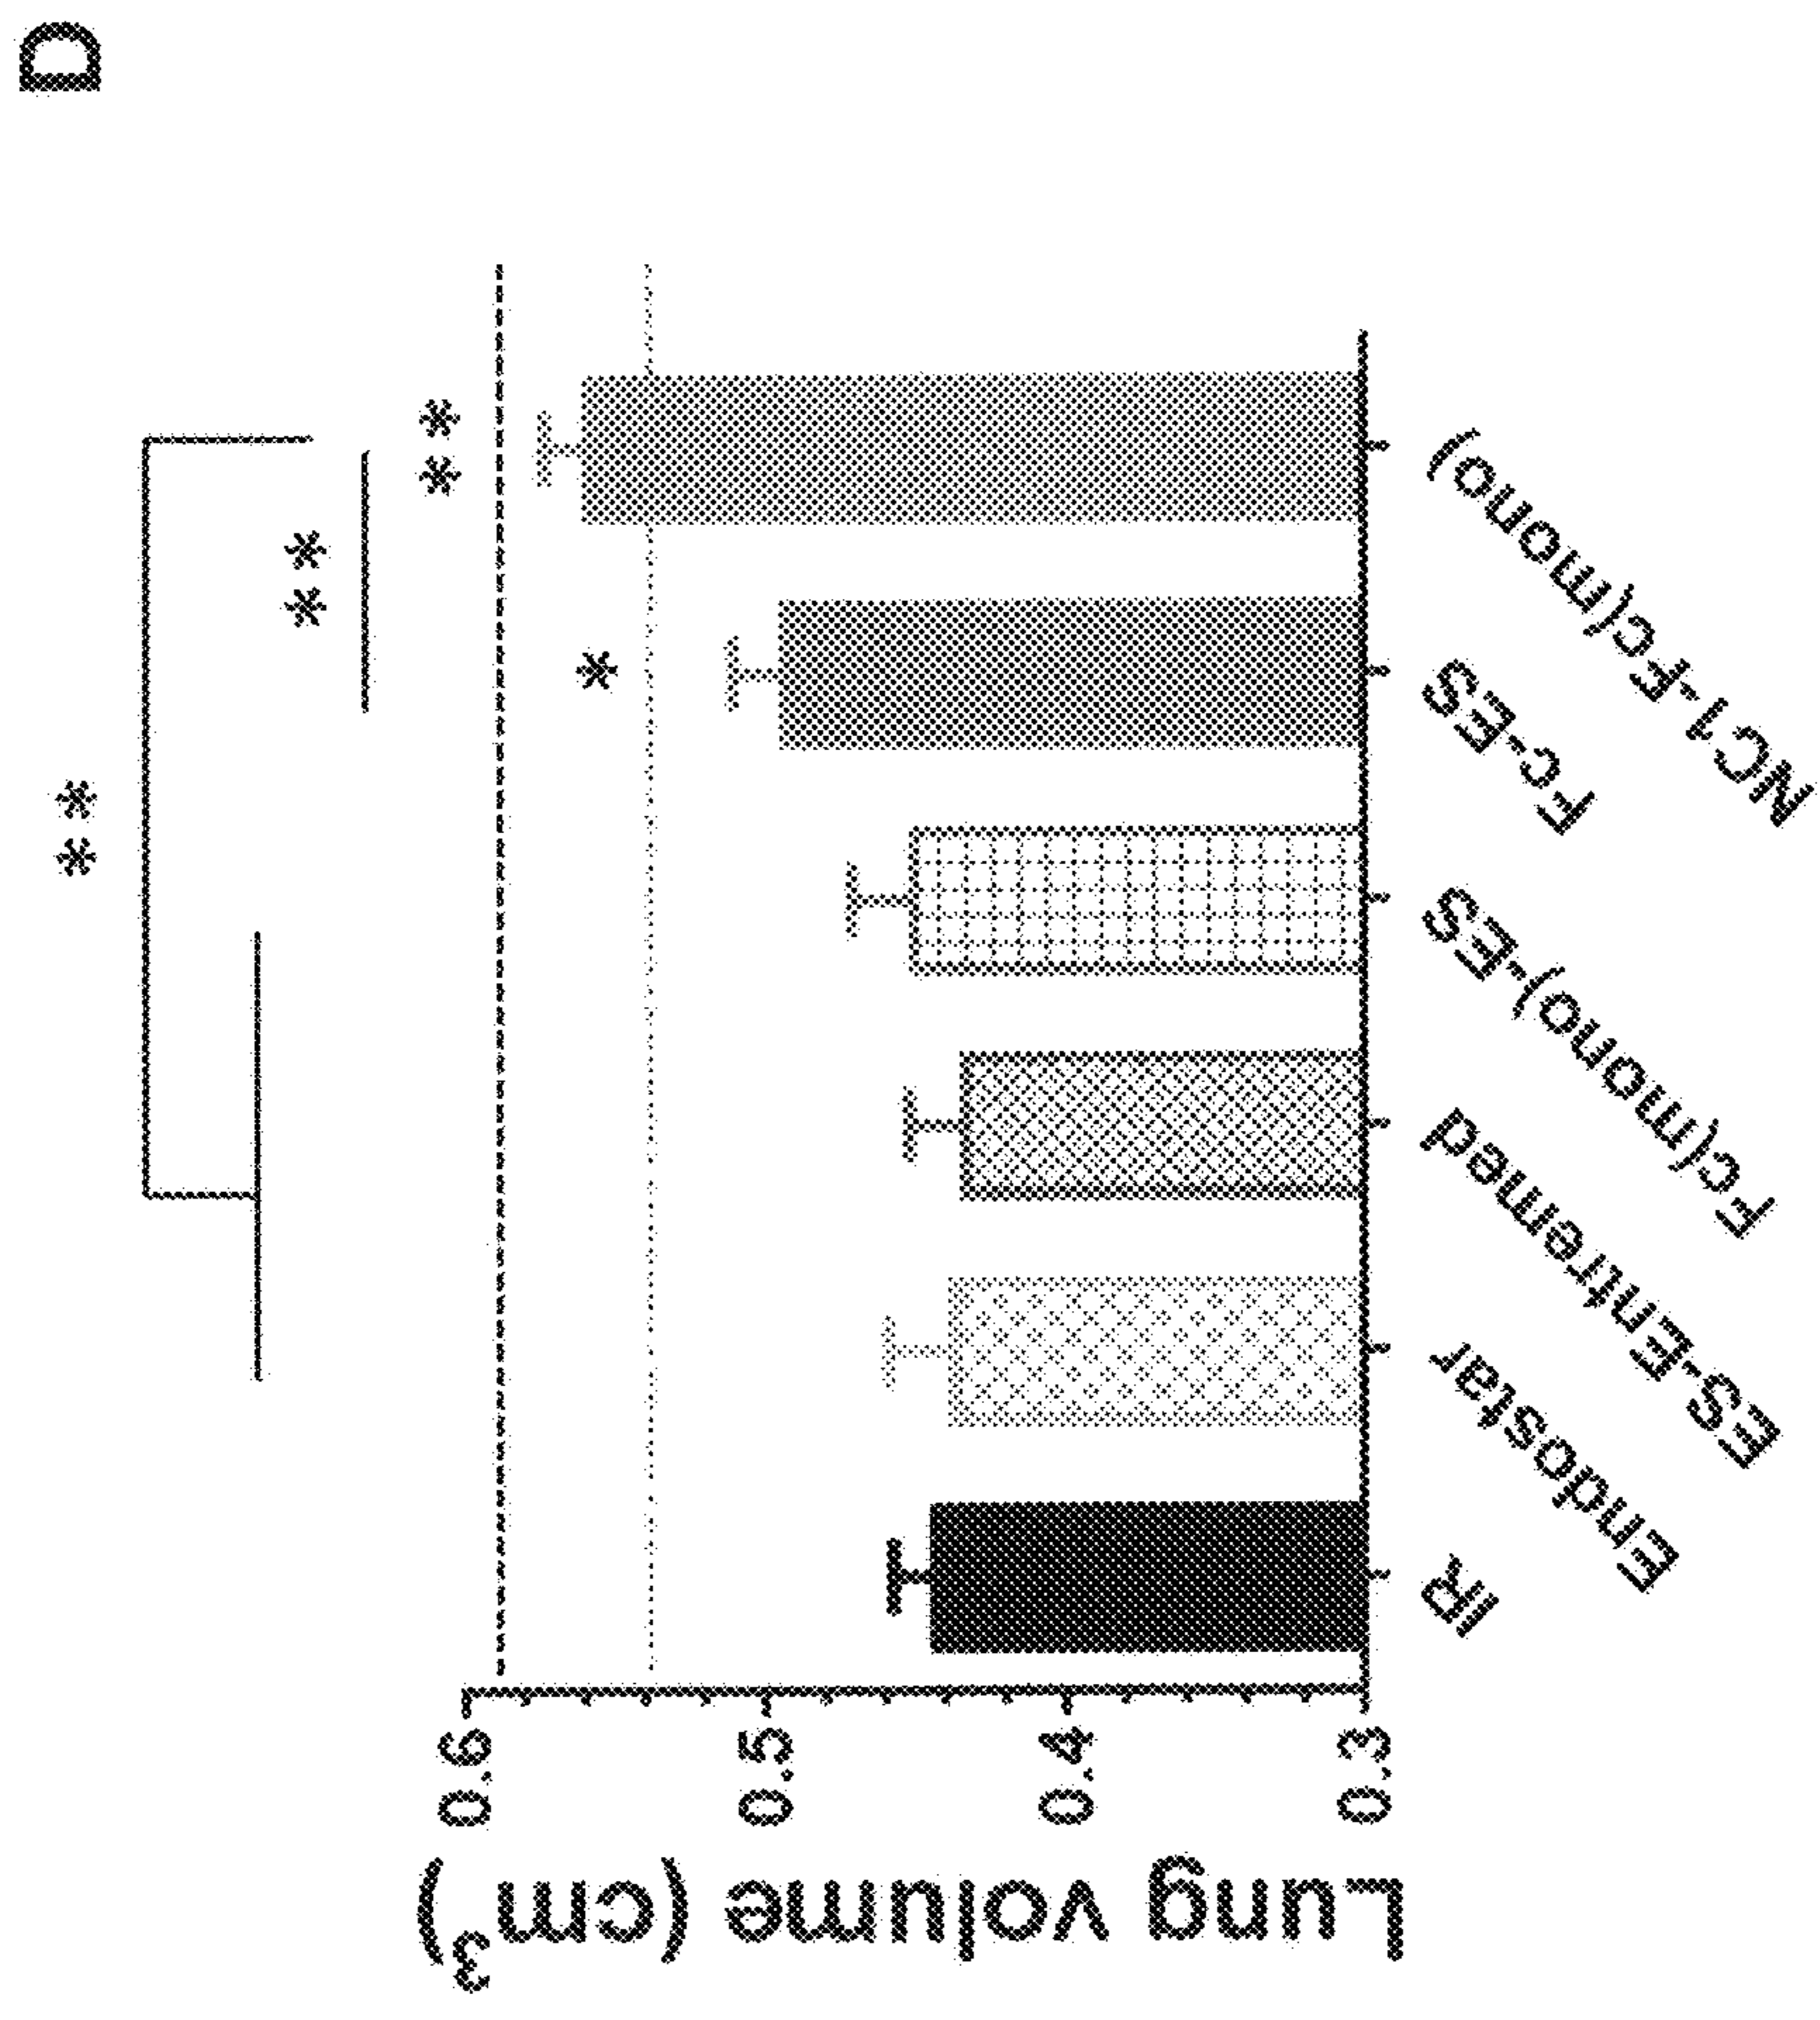 D
**
**
**
*
Lung volume (cm³)
0.6
0.5
0.4
0.3
IR
Endostar
ES-Entremed
Fc(mono)-ES
Fc-ES
NC1-Fc(mono)